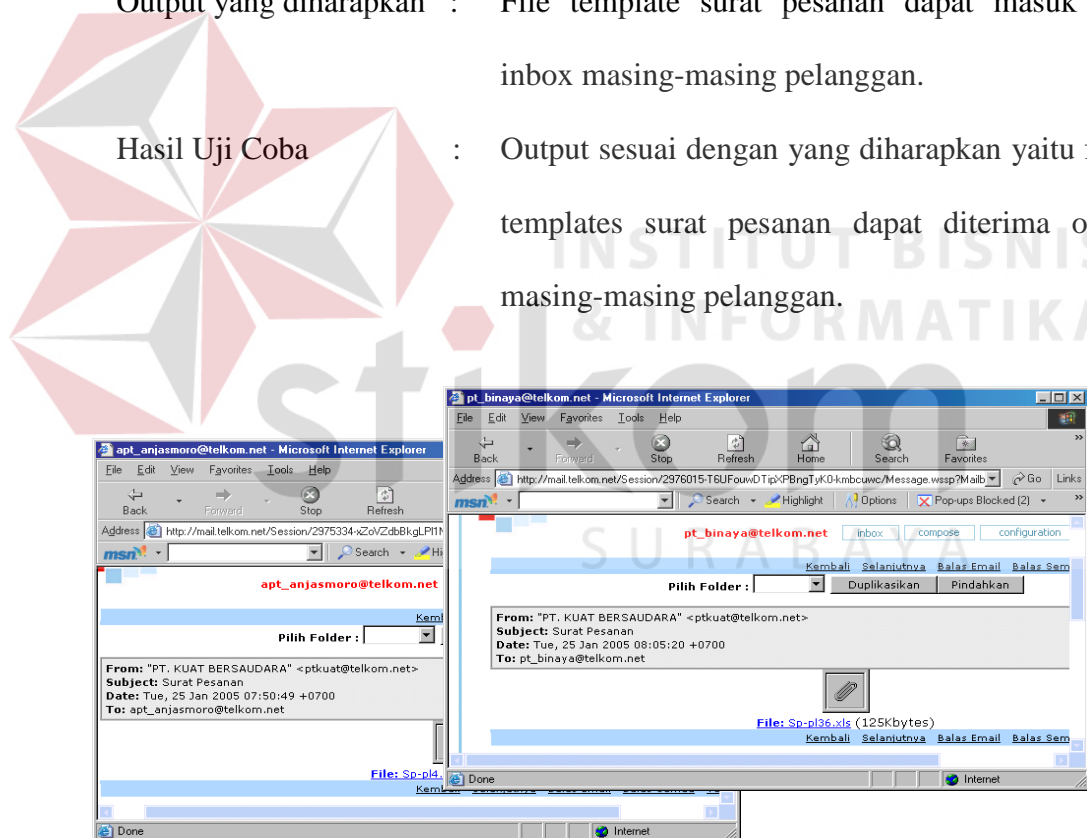 Output yang diharapkan : File template surat pesanan dapat masuk
inbox masing-masing pelanggan.
Hasil Uji Coba : Output sesuai dengan yang diharapkan yaitu
templates surat pesanan dapat diterima
masing-masing pelanggan.
INSTITUT BISNIS
& INFORMATIKA
stikom
SURABAYA
pt_binaya@telkom.net - Microsoft Internet Explorer
File Edit View Favorites Tools Help
Back Forward Stop Refresh Home Search Favorites
Address http://mail.telkom.net/Session/2976015-T6UFouwDTipXPBngTyK0-kmbcuwc/Message.wssp?Mailb Go Links
msn Search Highlight Options Pop-ups Blocked (2)
pt_binaya@telkom.net inbox compose configuration
Kembali Selanjutnya Balas Email Balas Sem
Pilih Folder : Duplikasikan Pindahkan
From: "PT. KUAT BERSAUDARA" <ptkuat@telkom.net>
Subject: Surat Pesanan
Date: Tue, 25 Jan 2005 08:05:20 +0700
To: pt_binaya@telkom.net
File: Sp-pl36.xls (125Kbytes)
Kembali Selanjutnya Balas Email Balas Sem
Done Internet
apt_anjasmoro@telkom.net - Microsoft Internet Explorer
File Edit View Favorites Tools Help
Back Forward Stop Refresh
Address http://mail.telkom.net/Session/2975334-xZoVZdbBkgLPl1N
msn Search Hi
apt_anjasmoro@telkom.net
Kemb
Pilih Folder :
From: "PT. KUAT BERSAUDARA" <ptkuat@telkom.net>
Subject: Surat Pesanan
Date: Tue, 25 Jan 2005 07:50:49 +0700
To: apt_anjasmoro@telkom.net
File: Sp-pl4.
Done Internet